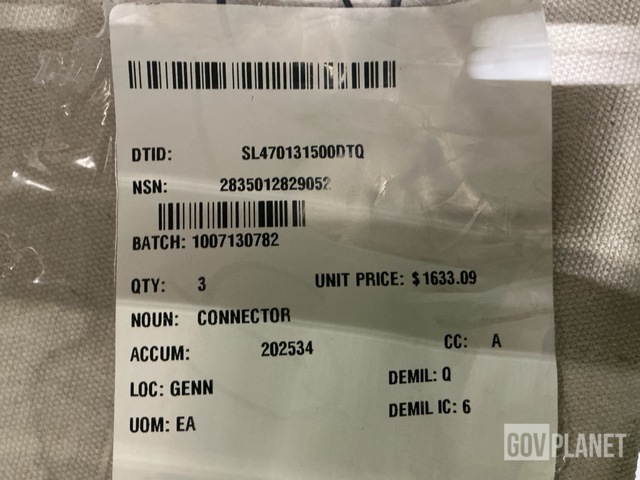 DTID: SL470131500DTQ
NSN: 2835012829052
BATCH: 1007130782
QTY: 3 UNIT PRICE: $1633.09
NOUN: CONNECTOR
ACCUM: 202534 CC: A
LOC: GENN DEMIL: Q
UOM: EA DEMIL IC: 6
GOVPLANET